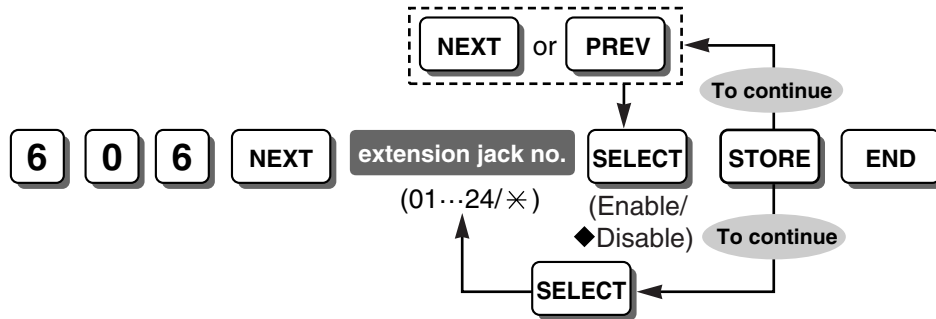 NEXT or PREV
To continue
6 0 6 NEXT extension jack no. SELECT STORE END
(01⋯24/✳) (Enable/
◆Disable) To continue
SELECT